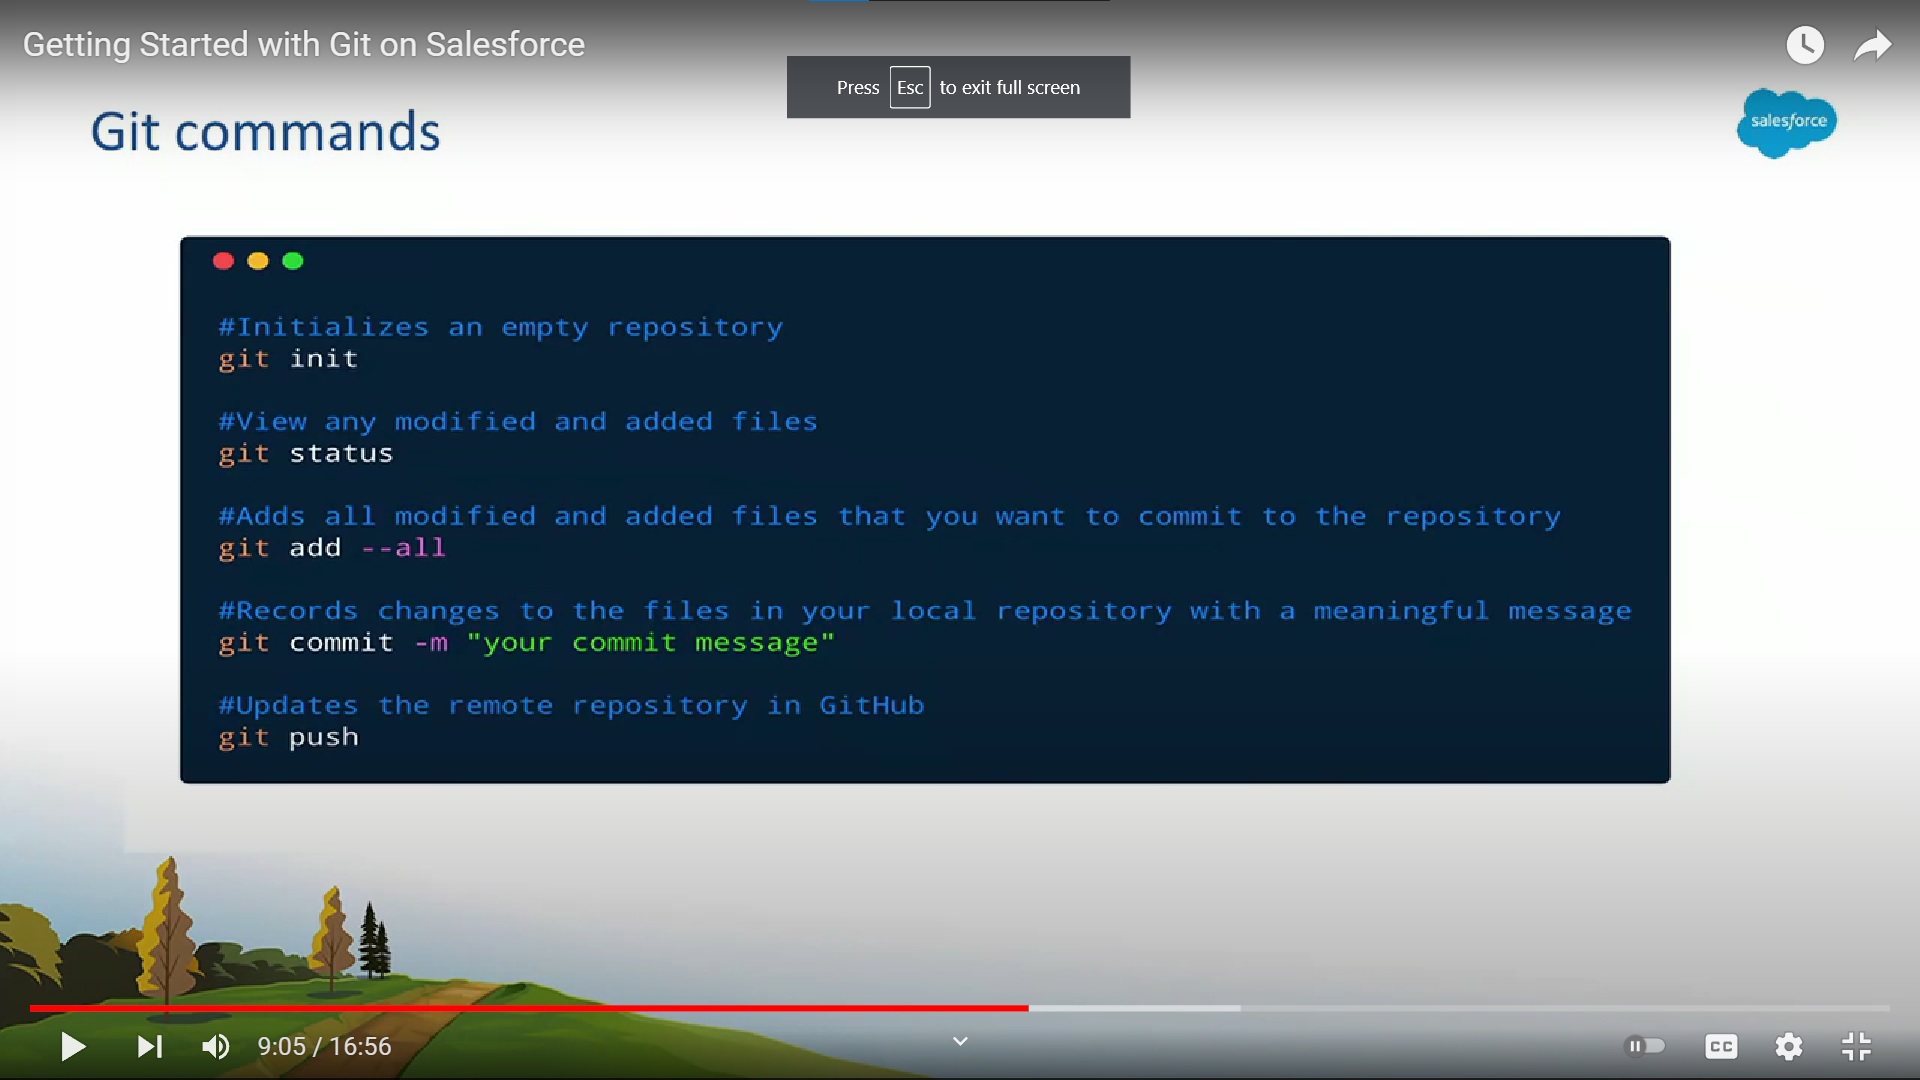 Getting Started with Git on Salesforce
Press Esc to exit full screen
salesforce
Git commands
#Initializes an empty repository
git init
#View any modified and added files
git status
#Adds all modified and added files that you want to commit to the repository
git add --all
#Records changes to the files in your local repository with a meaningful message
git commit -m "your commit message"
#Updates the remote repository in GitHub
git push
9:05 / 16:56
CC